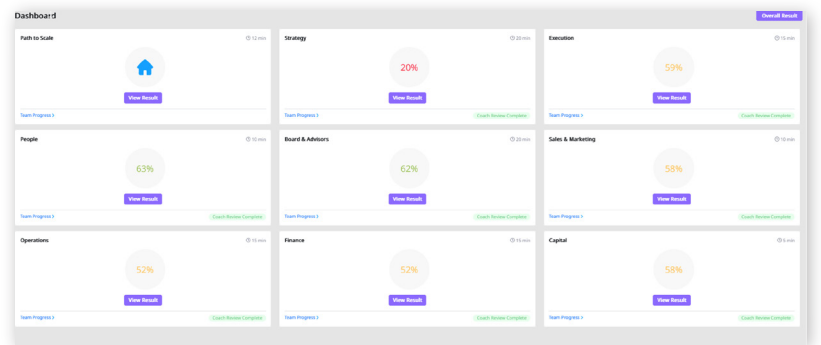 Dashboard
Overall Result
Path to Scale
12 min
View Result
Team Progress >
Strategy
20 min
20%
View Result
Team Progress >
Coach Review Complete
Execution
15 min
59%
View Result
Team Progress >
Coach Review Complete
People
10 min
63%
View Result
Team Progress >
Coach Review Complete
Board & Advisors
20 min
62%
View Result
Team Progress >
Coach Review Complete
Sales & Marketing
10 min
58%
View Result
Team Progress >
Coach Review Complete
Operations
15 min
52%
View Result
Team Progress >
Coach Review Complete
Finance
15 min
52%
View Result
Team Progress >
Coach Review Complete
Capital
5 min
58%
View Result
Team Progress >
Coach Review Complete